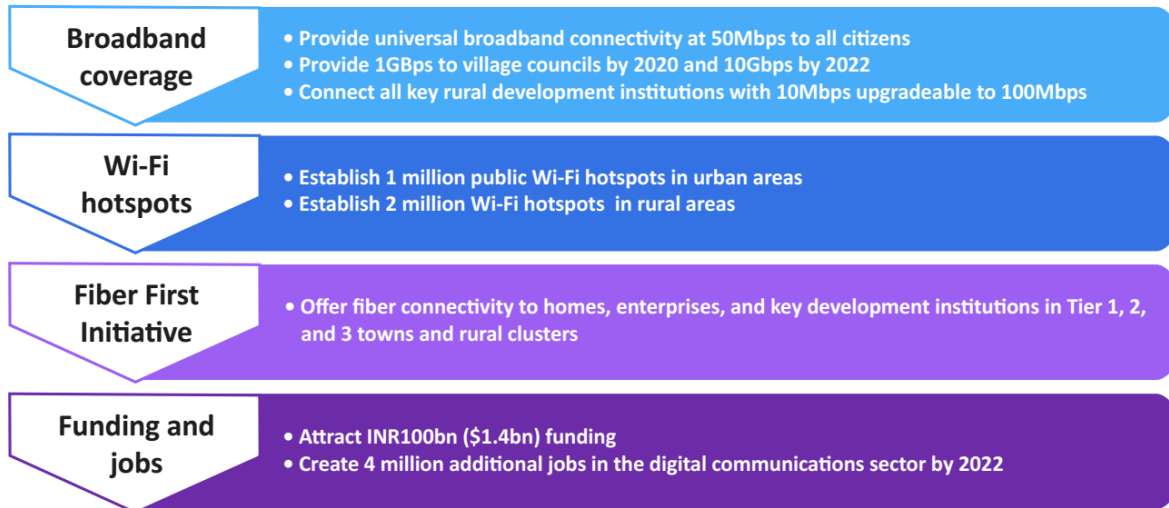 Broadband
coverage
• Provide universal broadband connectivity at 50Mbps to all citizens
• Provide 1GBps to village councils by 2020 and 10Gbps by 2022
• Connect all key rural development institutions with 10Mbps upgradeable to 100Mbps
Wi-Fi
hotspots
• Establish 1 million public Wi-Fi hotspots in urban areas
• Establish 2 million Wi-Fi hotspots in rural areas
Fiber First
Initiative
• Offer fiber connectivity to homes, enterprises, and key development institutions in Tier 1, 2,
and 3 towns and rural clusters
Funding and
jobs
• Attract INR100bn ($1.4bn) funding
• Create 4 million additional jobs in the digital communications sector by 2022